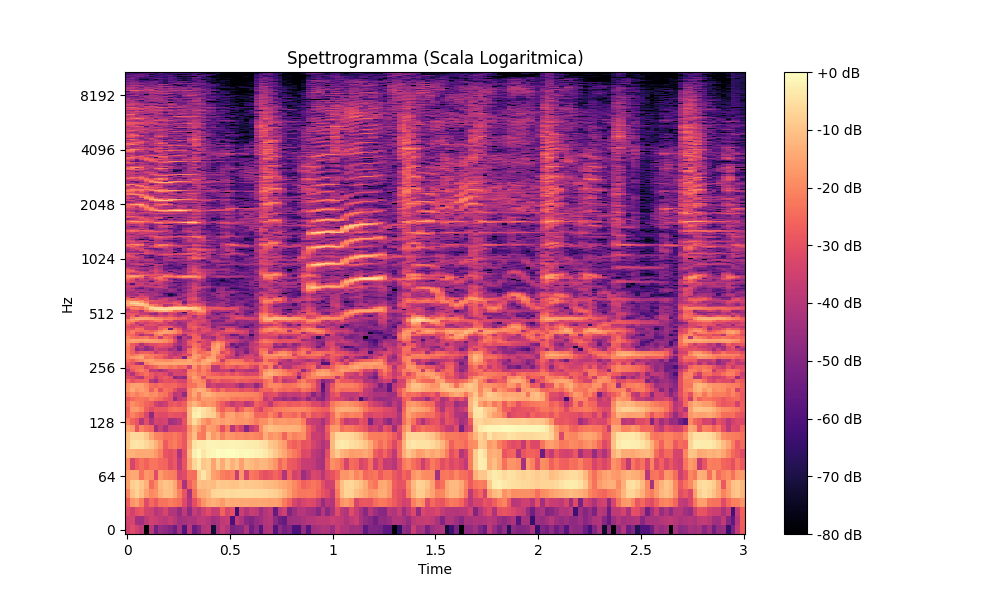 Spettrogramma (Scala Logaritmica)
8192
4096
2048
1024
512
256
128
64
0
Hz
0
0.5
1
1.5
2
2.5
3
Time
+0 dB
-10 dB
-20 dB
-30 dB
-40 dB
-50 dB
-60 dB
-70 dB
-80 dB